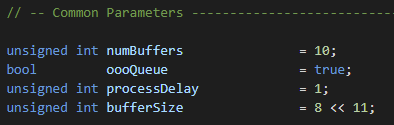 // -- Common Parameters ----------------------------
unsigned int numBuffers = 10;
bool oooQueue = true;
unsigned int processDelay = 1;
unsigned int bufferSize = 8 << 11;